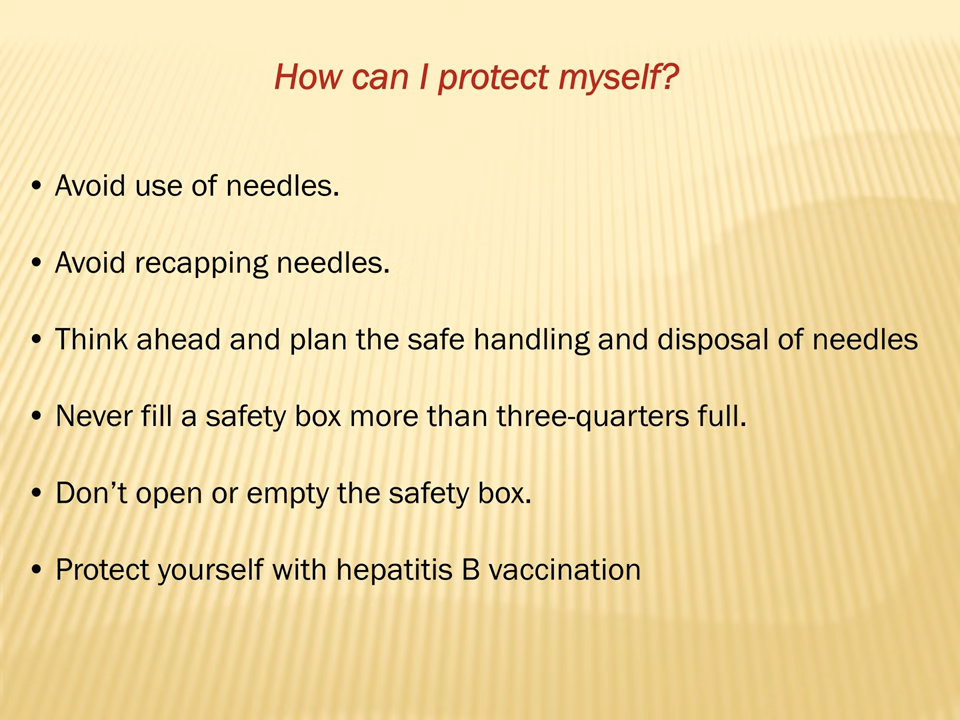 How can I protect myself?
• Avoid use of needles.
• Avoid recapping needles.
• Think ahead and plan the safe handling and disposal of needles
• Never fill a safety box more than three-quarters full.
• Don’t open or empty the safety box.
• Protect yourself with hepatitis B vaccination